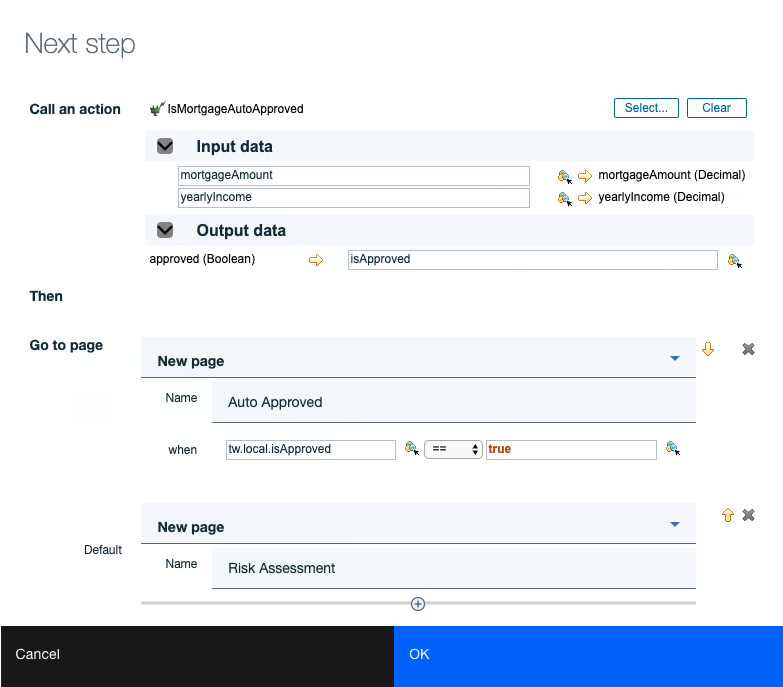 Next step
Call an action IsMortgageAutoApproved Select... Clear
Input data
mortgageAmount mortgageAmount (Decimal)
yearlyIncome yearlyIncome (Decimal)
Output data
approved (Boolean) isApproved
Then
Go to page
New page
Name Auto Approved
when tw.local.isApproved == true
New page
Default
Name Risk Assessment
Cancel OK